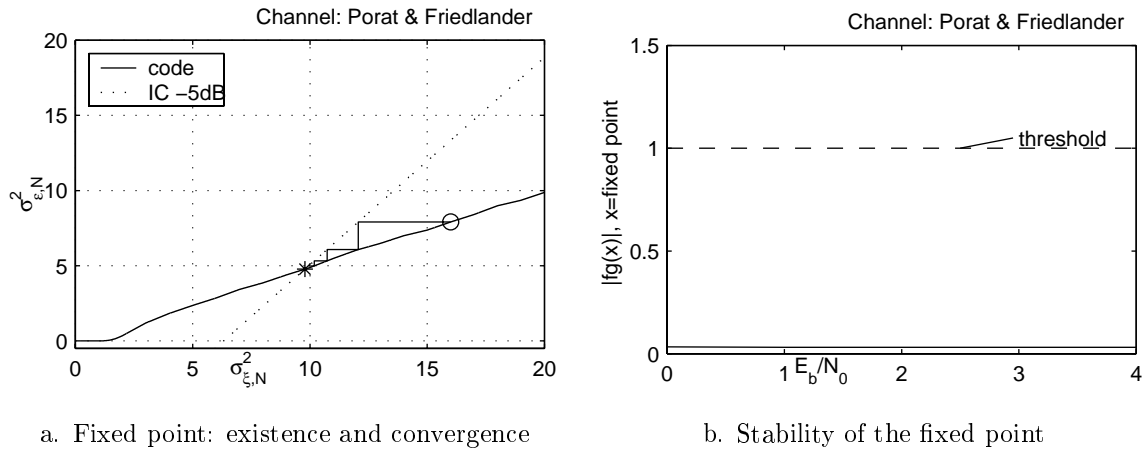 Channel: Porat & Friedlander
20
15
10
5
0
σ²ε,N
code
IC −5dB
0
5
10
15
20
σ²ξ,N
a. Fixed point: existence and convergence
Channel: Porat & Friedlander
1.5
1
0.5
0
|fg(x)|, x=fixed point
threshold
0
1
2
3
4
E_b/N_0
b. Stability of the fixed point